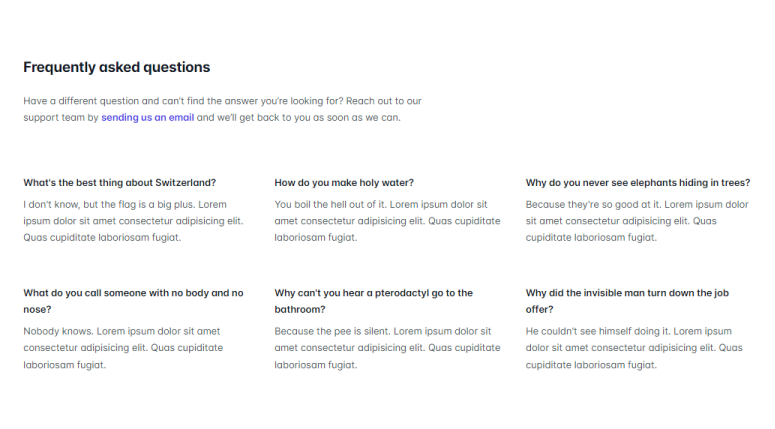 Frequently asked questions
Have a different question and can't find the answer you're looking for? Reach out to our
support team by sending us an email and we'll get back to you as soon as we can.
What's the best thing about Switzerland?
I don't know, but the flag is a big plus. Lorem
ipsum dolor sit amet consectetur adipisicing elit.
Quas cupiditate laboriosam fugiat.
How do you make holy water?
You boil the hell out of it. Lorem ipsum dolor sit
amet consectetur adipisicing elit. Quas cupiditate
laboriosam fugiat.
Why do you never see elephants hiding in trees?
Because they're so good at it. Lorem ipsum dolor
sit amet consectetur adipisicing elit. Quas
cupiditate laboriosam fugiat.
What do you call someone with no body and no
nose?
Nobody knows. Lorem ipsum dolor sit amet
consectetur adipisicing elit. Quas cupiditate
laboriosam fugiat.
Why can't you hear a pterodactyl go to the
bathroom?
Because the pee is silent. Lorem ipsum dolor sit
amet consectetur adipisicing elit. Quas cupiditate
laboriosam fugiat.
Why did the invisible man turn down the job
offer?
He couldn't see himself doing it. Lorem ipsum
dolor sit amet consectetur adipisicing elit. Quas
cupiditate laboriosam fugiat.